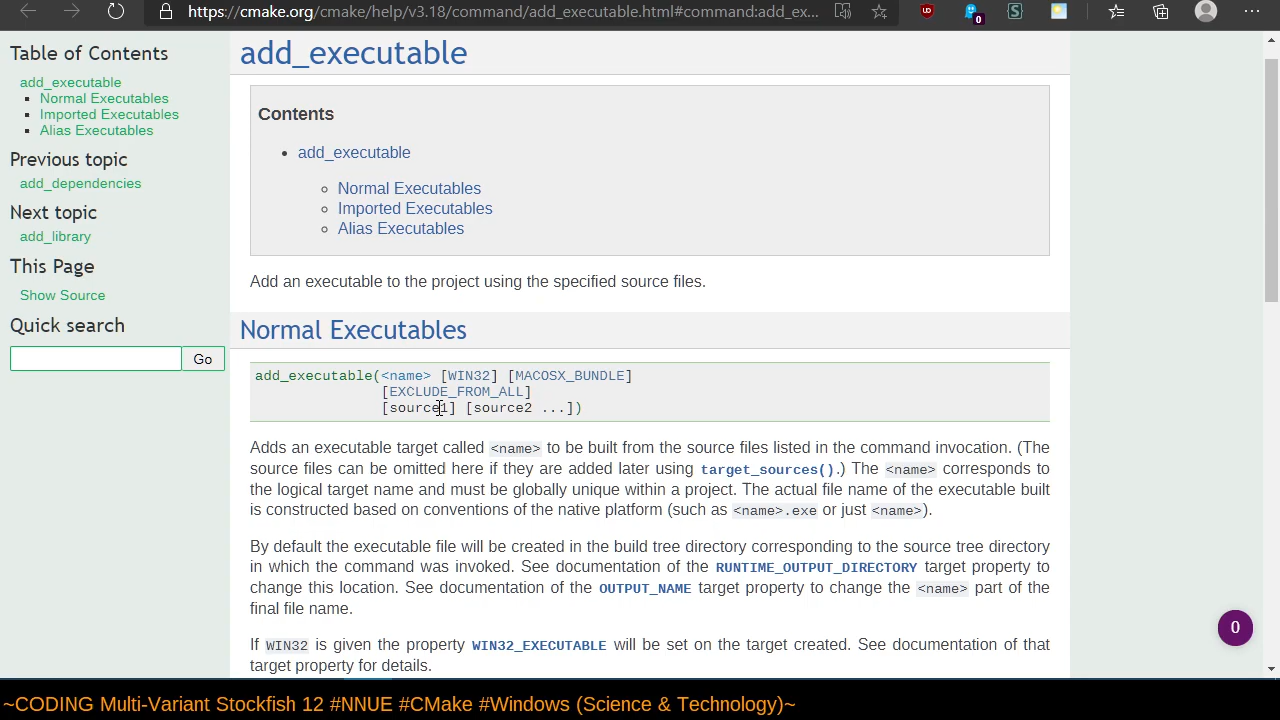 https://cmake.org/cmake/help/v3.18/command/add_executable.html#command:add_ex...
0
Table of Contents
add_executable
Normal Executables
Imported Executables
Alias Executables
Previous topic
add_dependencies
Next topic
add_library
This Page
Show Source
Quick search
Go
add_executable
Contents
• add_executable
◦ Normal Executables
◦ Imported Executables
◦ Alias Executables
Add an executable to the project using the specified source files.
Normal Executables
add_executable(<name> [WIN32] [MACOSX_BUNDLE]
[EXCLUDE_FROM_ALL]
[source1] [source2 ...])
Adds an executable target called <name> to be built from the source files listed in the command invocation. (The
source files can be omitted here if they are added later using target_sources().) The <name> corresponds to
the logical target name and must be globally unique within a project. The actual file name of the executable built
is constructed based on conventions of the native platform (such as <name>.exe or just <name>).
By default the executable file will be created in the build tree directory corresponding to the source tree directory
in which the command was invoked. See documentation of the RUNTIME_OUTPUT_DIRECTORY target property to
change this location. See documentation of the OUTPUT_NAME target property to change the <name> part of the
final file name.
If WIN32 is given the property WIN32_EXECUTABLE will be set on the target created. See documentation of that
target property for details.
0
~CODING Multi-Variant Stockfish 12 #NNUE #CMake #Windows (Science & Technology)~